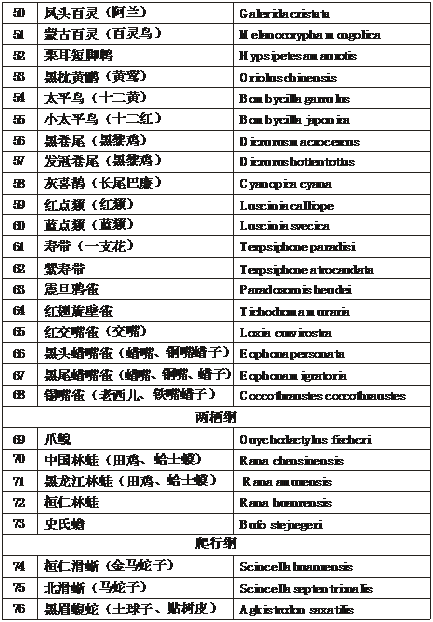 50 凤头百灵（阿兰） Galerida cristata
51 蒙古百灵（百灵鸟） Melanocorypha mongolica
52 栗耳短脚鹎 Hypsipetes amaurotis
53 黑枕黄鹂（黄莺） Oriolus chinensis
54 太平鸟（十二黄） Bombycilla garrulus
55 小太平鸟（十二红） Bombycilla japonica
56 黑卷尾（黑黎鸡） Dicrurus macrocercus
57 发冠卷尾（黑黎鸡） Dicrurus hottentottus
58 灰喜鹊（长尾巴廉） Cyanopica cyana
59 红点颏（红颏） Luscinia calliope
60 蓝点颏（蓝颏） Luscinia svecica
61 寿带（一支花） Terpsiphone paradisi
62 紫寿带 Terpsiphone atrocaudata
63 震旦鸦雀 Paradoxornis heudei
64 红翅旋壁雀 Tichodroma muraria
65 红交嘴雀（交嘴） Loxia curvirostra
66 黑头蜡嘴雀（蜡嘴、铜嘴蜡子） Eophona personata
67 黑尾蜡嘴雀（蜡嘴、铜嘴、蜡子） Eophona migratoria
68 锡嘴雀（老西儿、铁嘴蜡子） Coccothraustes coccothraustes
两栖纲
69 爪鲵 Onychodactylus fischeri
70 中国林蛙（田鸡、蛤士蟆） Rana chensinensis
71 黑龙江林蛙（田鸡、蛤士蟆） Rana amurensis
72 桓仁林蛙 Rana huanrensis
73 史氏蟾 Bufo stejnegeri
爬行纲
74 桓仁滑蜥（金马蛇子） Scincella huanrensis
75 北滑蜥（马蛇子） Scincella septentrionalis
76 黑眉蝮蛇（土球子、贴树皮） Agkistrodon saxatilis